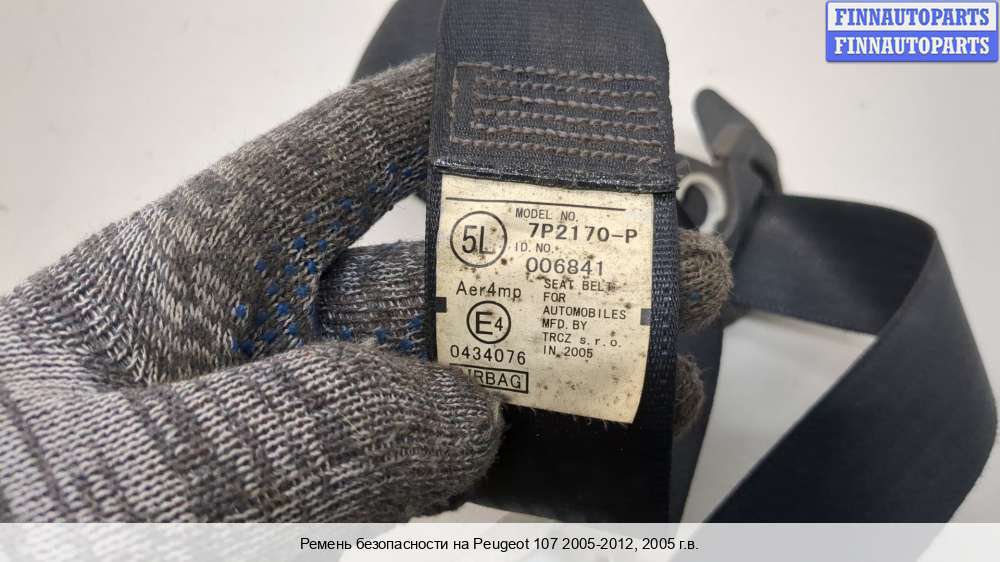 FINNAUTOPARTS
FINNAUTOPARTS
MODEL NO.
5L
7P2170-P
ID. NO.
006841
Aer4mp
SEAT BELT
FOR
AUTOMOBILES
E4
MFD. BY
TRCZ s.r.o.
0434076
IN 2005
AIRBAG
Ремень безопасности на Peugeot 107 2005-2012, 2005 г.в.